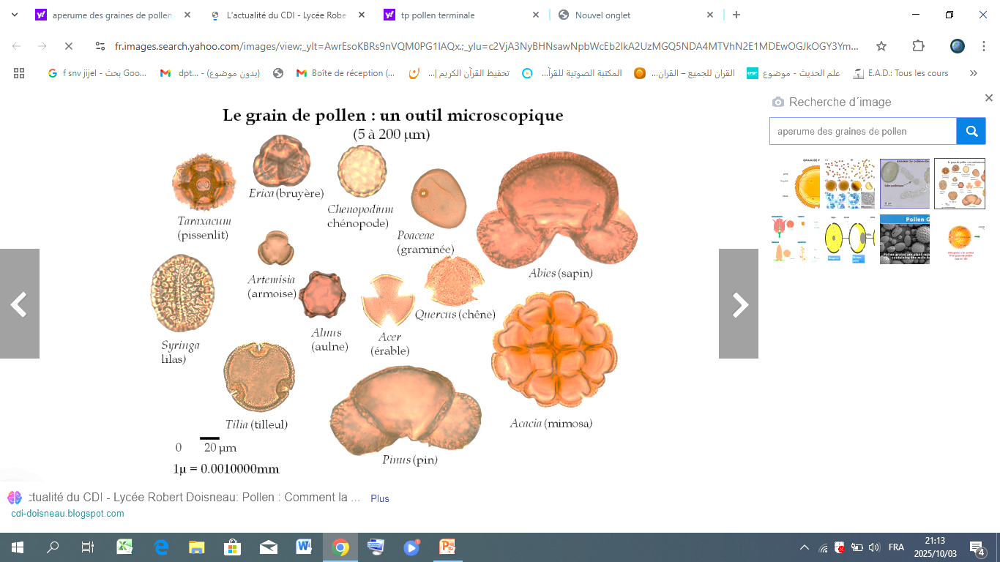 aperume des graines de pollen
L'actualité du CDI - Lycée Robe
tp pollen terminale
Nouvel onglet
fr.images.search.yahoo.com/images/view;_ylt=AwrEsoKBRs9nVQM0PG1lAQx.;_ylu=c2VjA3NyBHNsawNpbWcEb2lkA2UzMGQ5NDA4MTVhN2E1MDEwOGJkOGY3Ym...
f snv jijel - بحث Goo...
dpt... - (بدون موضوع)
Boîte de réception (...
تحفيظ القرآن الكريم |...
المكتبة الصوتية للقرآ...
القران للجميع – القران...
علم الحديث - موضوع
E.A.D.: Tous les cours
Recherche d´image
aperume des graines de pollen
Le grain de pollen : un outil microscopique
(5 à 200 µm)
Erica (bruyère)
Taraxacum
(pissenlit)
Chenopodium
chénopode)
Poaceae
(graminée)
Abies (sapin)
Artemisia
(armoise)
Quercus (chêne)
Alnus
(aulne)
Acer
(érable)
Syringa
lilas)
Tilia (tilleul)
Acacia (mimosa)
Pinus (pin)
0 20 µm
1µ = 0.0010000mm
Pollen G
ctualité du CDI - Lycée Robert Doisneau: Pollen : Comment la ... Plus
cdi-doisneau.blogspot.com
FRA
21:13
2025/10/03
4